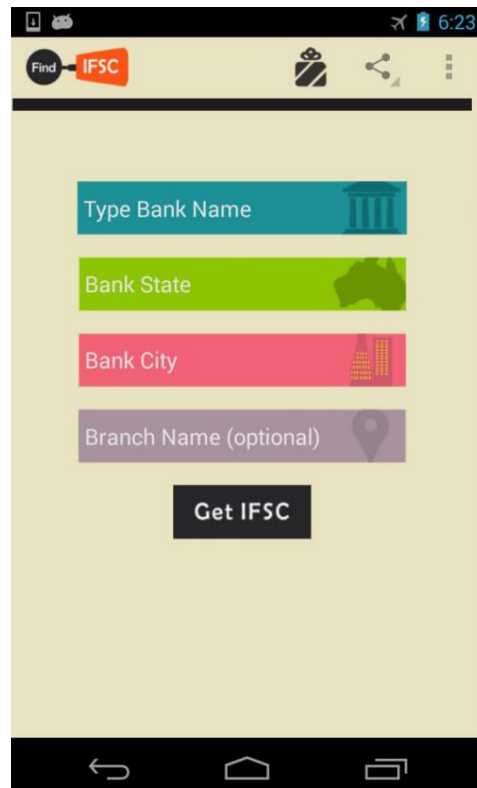 6:23
Find IFSC
Type Bank Name
Bank State
Bank City
Branch Name (optional)
Get IFSC